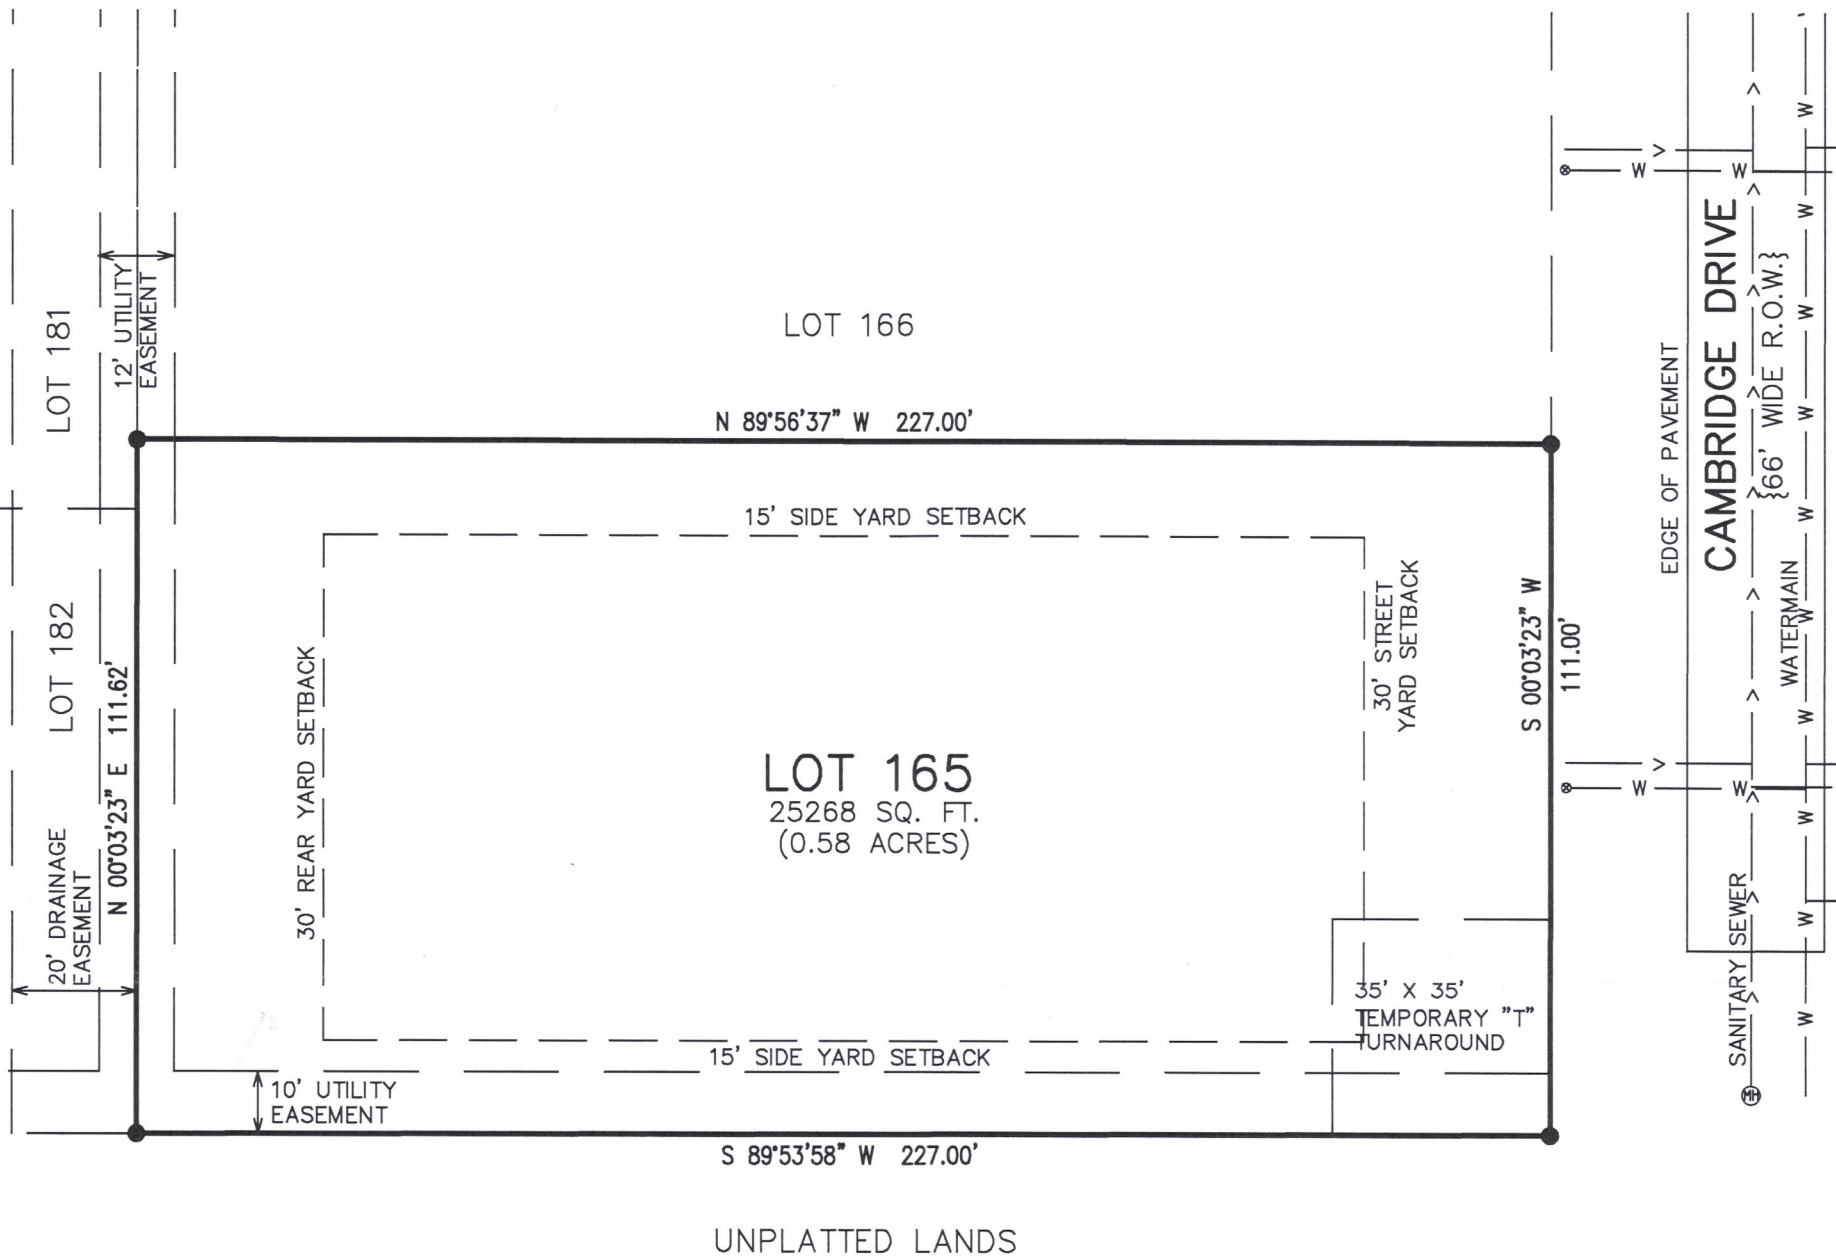 LOT 181
12' UTILITY
EASEMENT
LOT 166
N 89°56'37" W 227.00'
15' SIDE YARD SETBACK
30' STREET
YARD SETBACK
S 00°03'23" W
111.00'
EDGE OF PAVEMENT
CAMBRIDGE DRIVE
{66' WIDE R.O.W.}
WATERMAIN
SANITARY SEWER
MH
W
W
W
W
W
W
W
W
W
W
W
W
W
W
LOT 182
N 00°03'23" E 111.62'
20' DRAINAGE
EASEMENT
30' REAR YARD SETBACK
LOT 165
25268 SQ. FT.
(0.58 ACRES)
35' X 35'
TEMPORARY "T"
TURNAROUND
15' SIDE YARD SETBACK
10' UTILITY
EASEMENT
S 89°53'58" W 227.00'
UNPLATTED LANDS